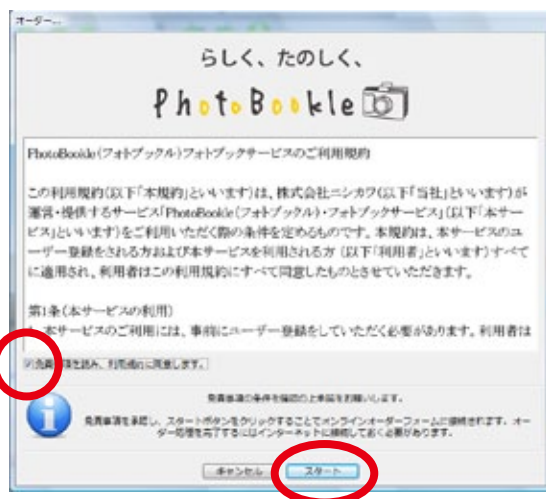 オーダー...
らしく、たのしく、
PhotoBookle
PhotoBookle(フォトブックル)フォトブックサービスのご利用規約
この利用規約(以下「本規約」といいます)は、株式会社ニシカワ(以下「当社」といいます)が
運営・提供するサービス「PhotoBookle(フォトブックル)・フォトブックサービス」(以下「本サー
ビス」といいます)をご利用いただく際の条件を定めるものです。本規約は、本サービスのユ
ーザー登録をされる方および本サービスを利用される方（以下「利用者」といいます）すべて
に適用され、利用者はこの利用規約にすべて同意したものとさせていただきます。
第1条(本サービスの利用)
本サービスのご利用には、事前にユーザー登録をしていただく必要があります。利用者は
免責事項を読み、利用規約に同意します。
免責事項の条件を確認の上承諾をお願いします。
免責事項を承認し、スタートボタンをクリックすることでオンラインオーダーフォームに接続されます。オー
ダー処理を完了するにはインターネットに接続しておく必要があります。
キャンセル
スタート